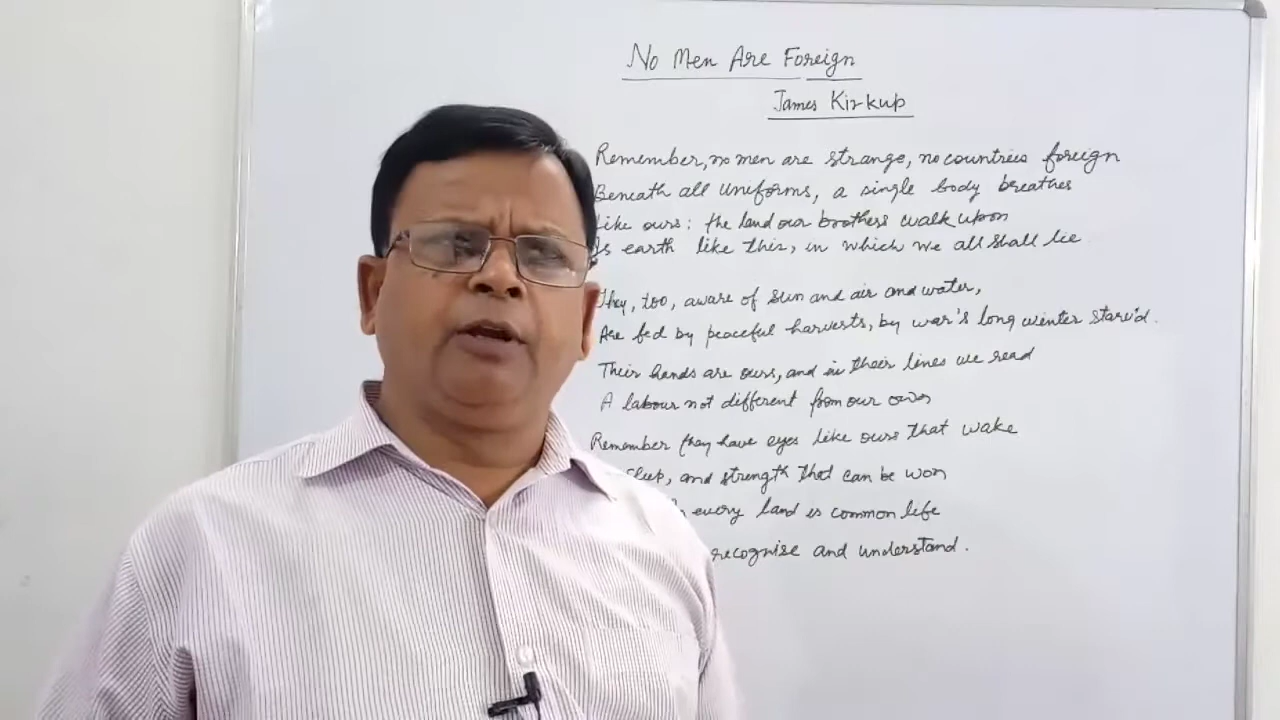 No Men Are Foreign
James Kirkup
Remember, no men are strange, no countries foreign
Beneath all uniforms, a single body breathes
Like ours: the land our brothers walk upon
Is earth like this, in which we all shall lie
They, too, aware of sun and air and water,
Are fed by peaceful harvests, by war's long winter starv'd.
Their hands are ours, and in their lines we read
A labour not different from our own
Remember they have eyes like ours that wake
sleep, and strength that can be won
every land is common life
recognise and understand.